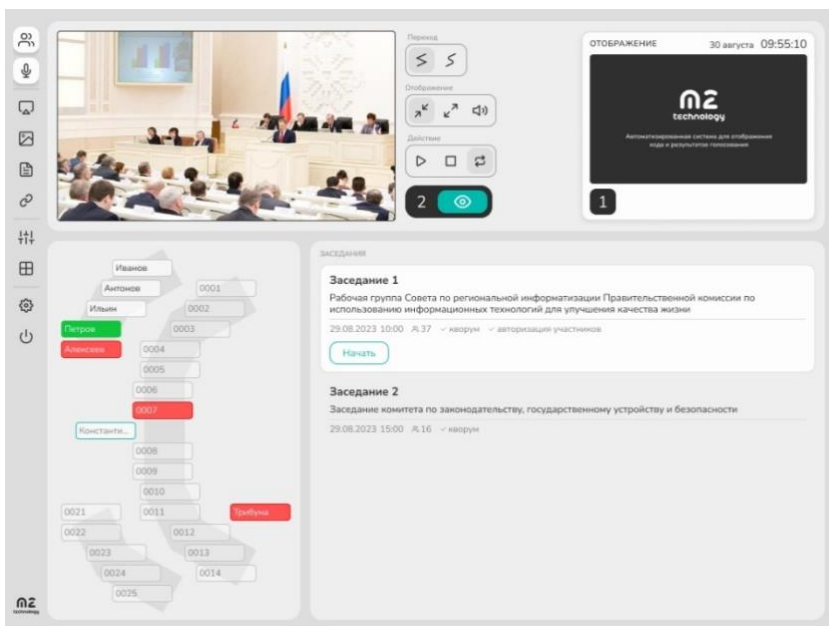 Переход
Отображение
Действие
2
ОТОБРАЖЕНИЕ
30 августа 09:55:10
m2
technology
Автоматизированная система для отображения
хода и результатов голосования
1
Иванов
Антонов
0001
Ильин
0002
Петров
0003
Алексеев
0004
0005
0006
0007
Константи...
0008
0009
0010
0021
0011
Трибуна
0022
0012
0023
0013
0024
0014
0025
ЗАСЕДАНИЯ
Заседание 1
Рабочая группа Совета по региональной информатизации Правительственной комиссии по
использованию информационных технологий для улучшения качества жизни
29.08.2023 10:00 37 кворум авторизация участников
Начать
Заседание 2
Заседание комитета по законодательству, государственному устройству и безопасности
29.08.2023 15:00 16 кворум
m2
technology